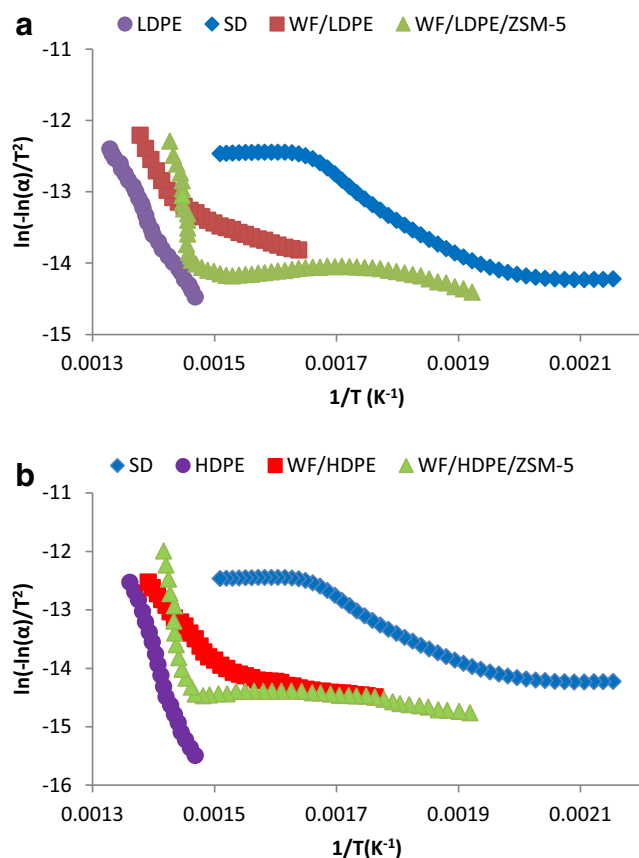 a
LDPE SD WF/LDPE WF/LDPE/ZSM-5
-11
-12
-13
-14
-15
ln(-ln(α)/T²)
0.0013 0.0015 0.0017 0.0019 0.0021
1/T (K⁻¹)
b
SD HDPE WF/HDPE WF/HDPE/ZSM-5
-11
-12
-13
-14
-15
-16
ln(-ln(α)/T²)
0.0013 0.0015 0.0017 0.0019 0.0021
1/T(K⁻¹)